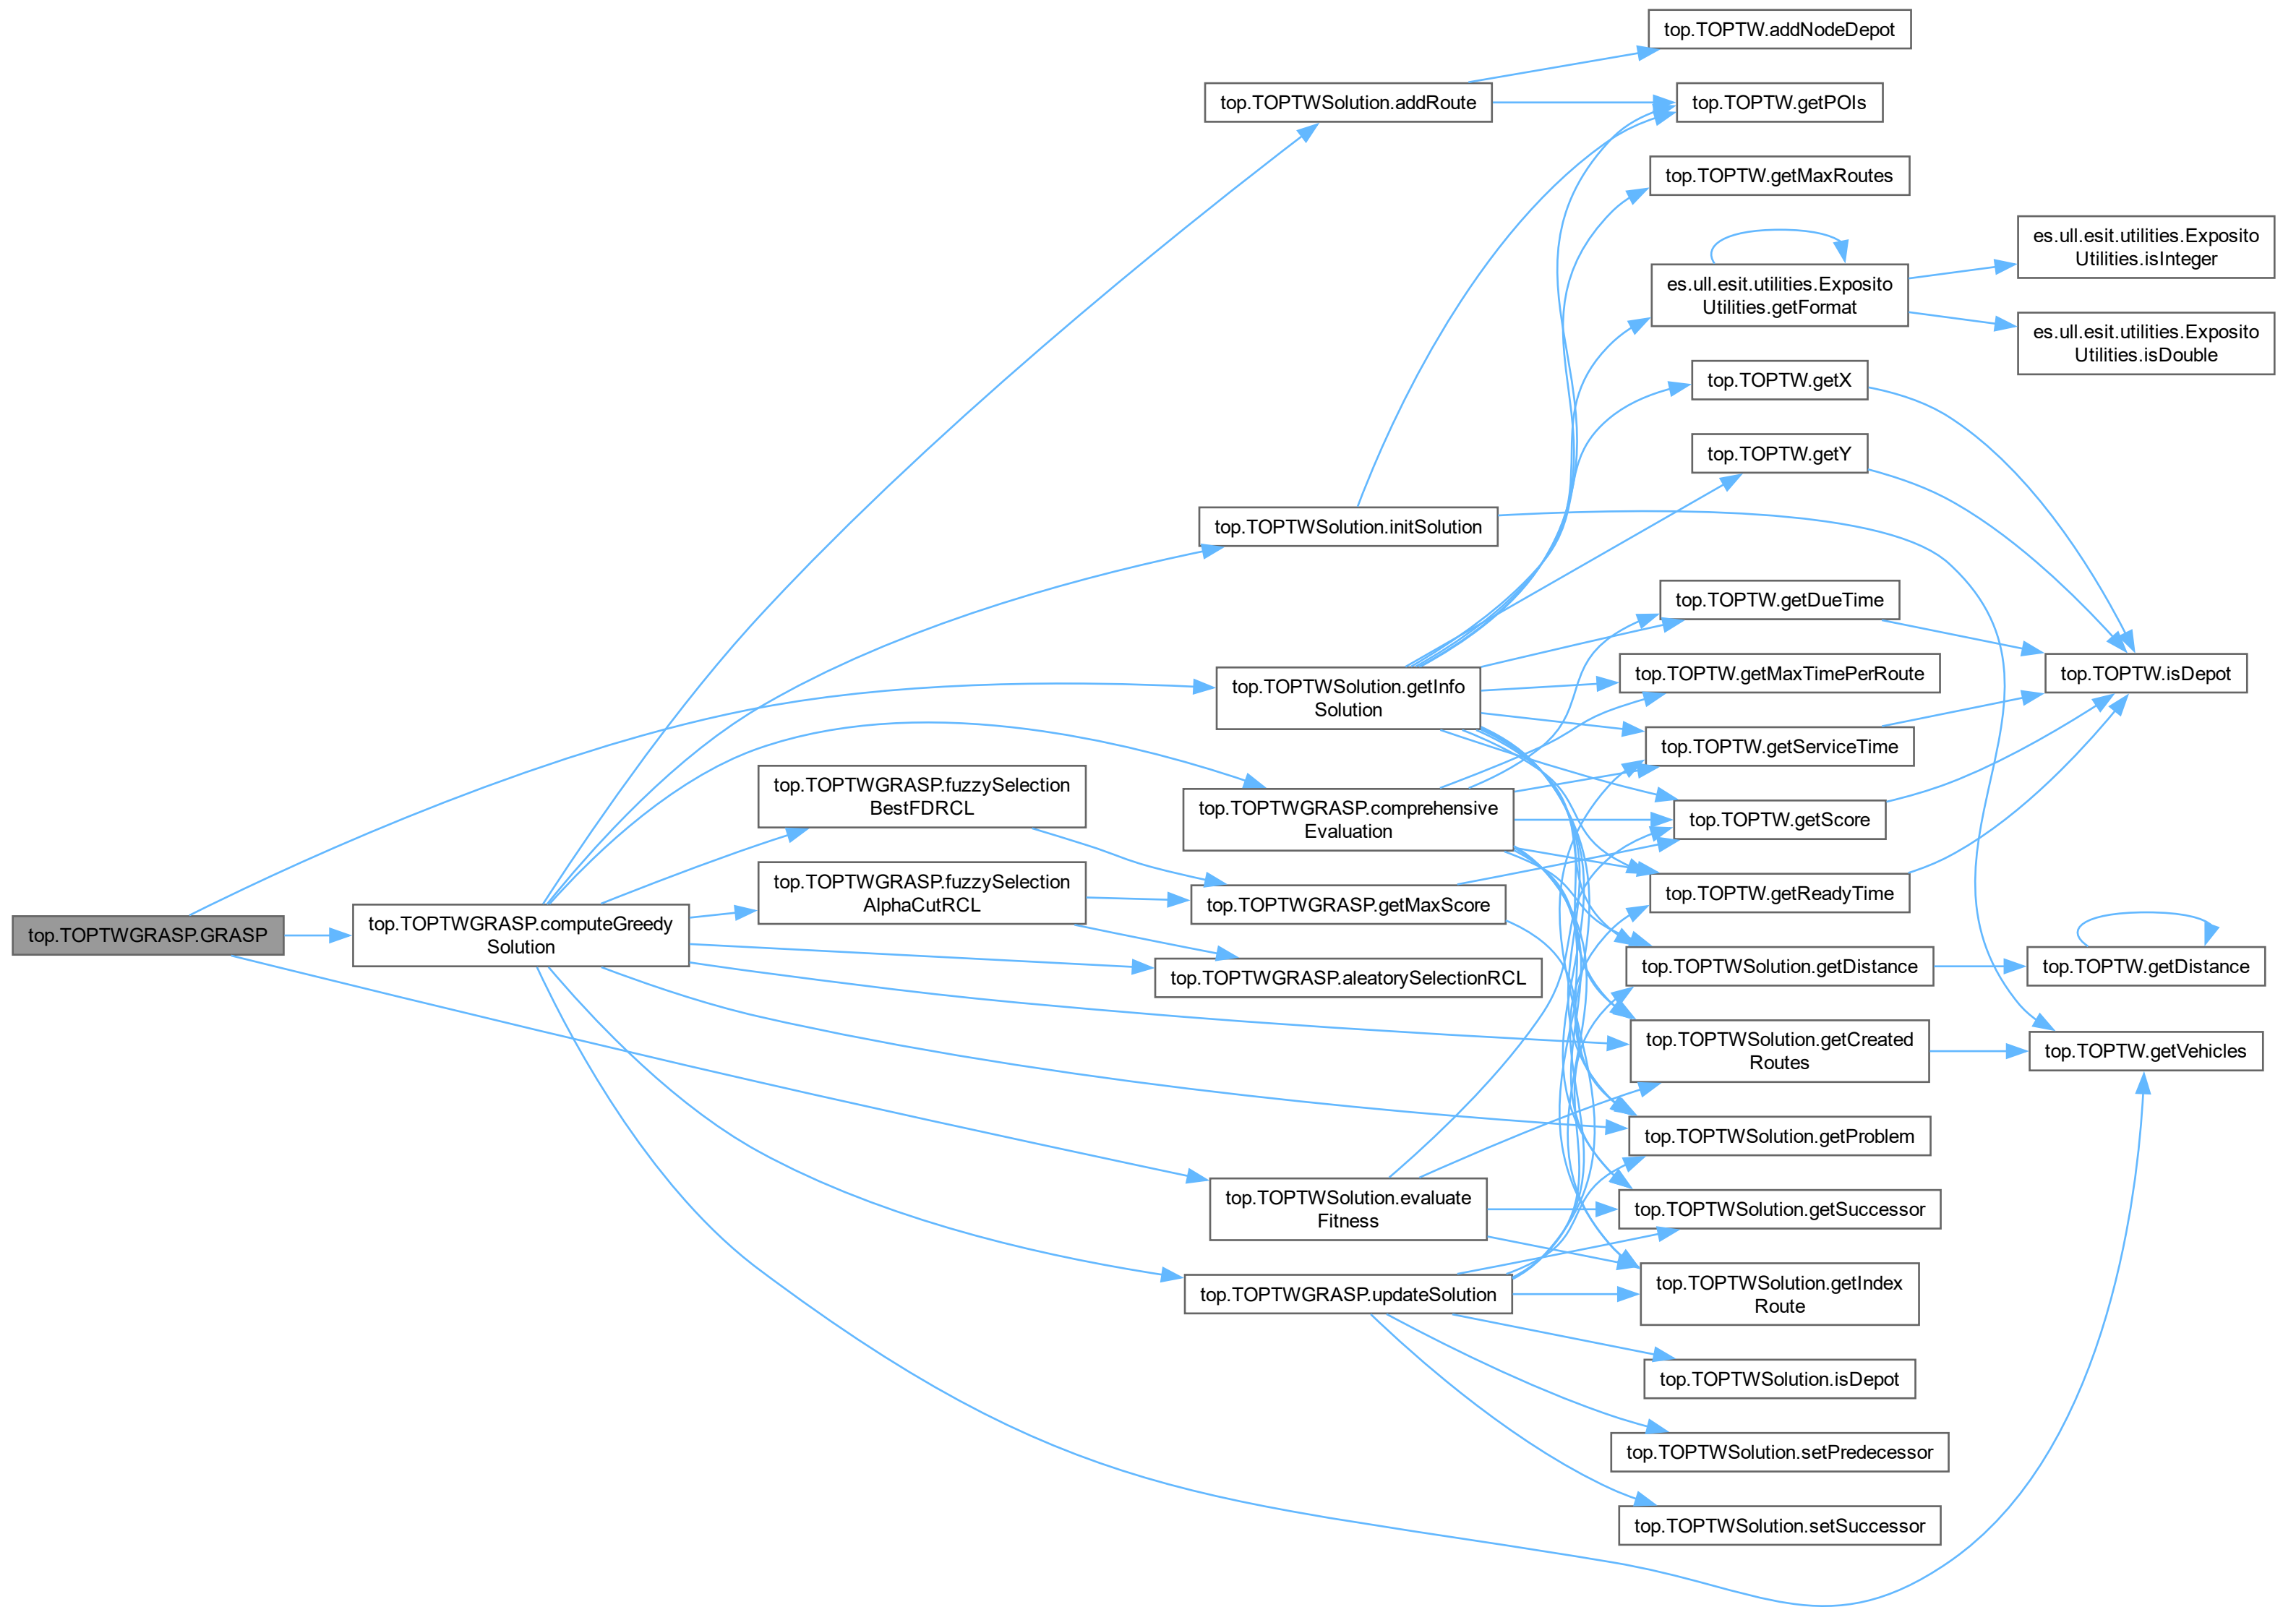 top.TOPTWGRASP.GRASP
top.TOPTWGRASP.computeGreedy
Solution
top.TOPTWGRASP.fuzzySelection
BestFDRCL
top.TOPTWGRASP.fuzzySelection
AlphaCutRCL
top.TOPTWSolution.addRoute
top.TOPTWSolution.initSolution
top.TOPTWSolution.getInfo
Solution
top.TOPTWGRASP.comprehensive
Evaluation
top.TOPTWGRASP.getMaxScore
top.TOPTWGRASP.aleatorySelectionRCL
top.TOPTWSolution.evaluate
Fitness
top.TOPTWGRASP.updateSolution
top.TOPTW.addNodeDepot
top.TOPTW.getPOIs
top.TOPTW.getMaxRoutes
es.ull.esit.utilities.Exposito
Utilities.getFormat
top.TOPTW.getX
top.TOPTW.getY
top.TOPTW.getDueTime
top.TOPTW.getMaxTimePerRoute
top.TOPTW.getServiceTime
top.TOPTW.getScore
top.TOPTW.getReadyTime
top.TOPTWSolution.getDistance
top.TOPTWSolution.getCreated
Routes
top.TOPTWSolution.getProblem
top.TOPTWSolution.getSuccessor
top.TOPTWSolution.getIndex
Route
top.TOPTWSolution.isDepot
top.TOPTWSolution.setPredecessor
top.TOPTWSolution.setSuccessor
es.ull.esit.utilities.Exposito
Utilities.isInteger
es.ull.esit.utilities.Exposito
Utilities.isDouble
top.TOPTW.isDepot
top.TOPTW.getDistance
top.TOPTW.getVehicles